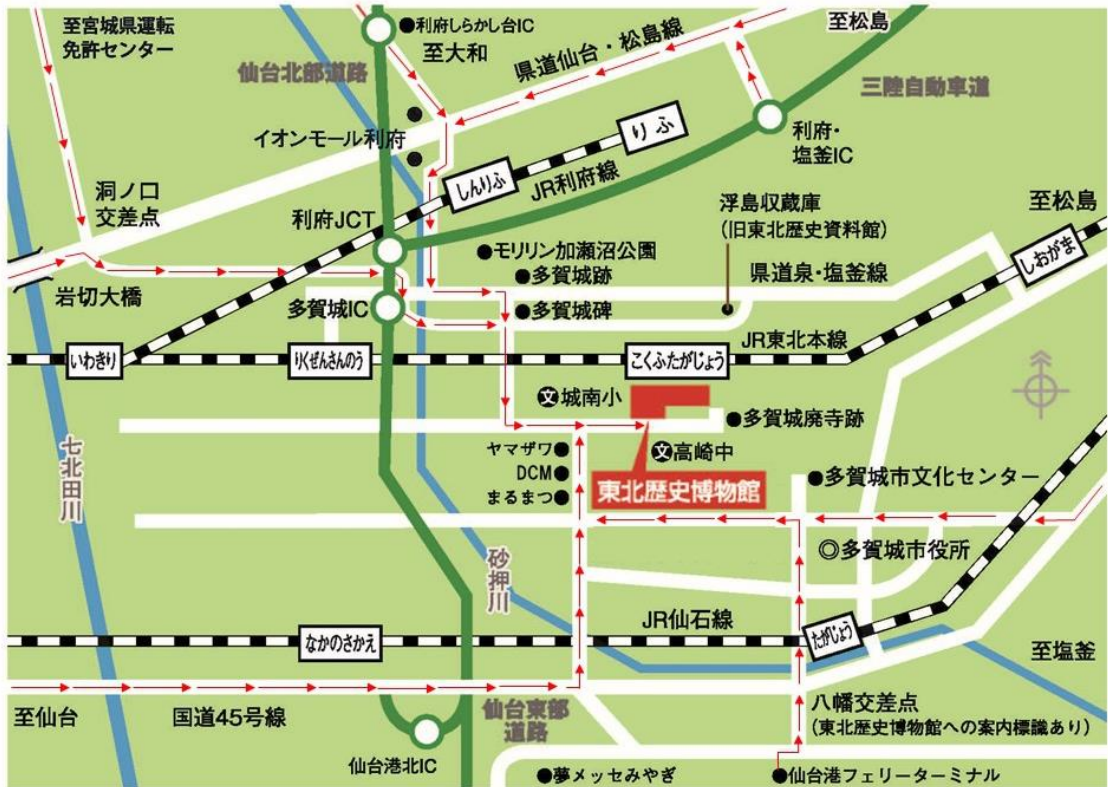 至宮城県運転
免許センター
●利府しらかし台IC
至大和
仙台北部道路
県道仙台・松島線
至松島
三陸自動車道
イオンモール利府
りふ
しんりふ
JR利府線
利府・
塩釜IC
洞ノ口
交差点
利府JCT
浮島収蔵庫
(旧東北歴史資料館)
至松島
しおがま
●モリリン加瀬沼公園
●多賀城跡
県道泉・塩釜線
岩切大橋
多賀城IC
●多賀城碑
JR東北本線
いわきり
りくぜんさんのう
こくふたがじょう
文城南小
●多賀城廃寺跡
七北田川
ヤマザワ●
DCM●
まるまつ●
文高崎中
東北歴史博物館
●多賀城市文化センター
◎多賀城市役所
砂押川
JR仙石線
なかのさかえ
たがじょう
至塩釜
至仙台
国道45号線
仙台東部
道路
八幡交差点
(東北歴史博物館への案内標識あり)
仙台港北IC
●夢メッセみやぎ
●仙台港フェリーターミナル